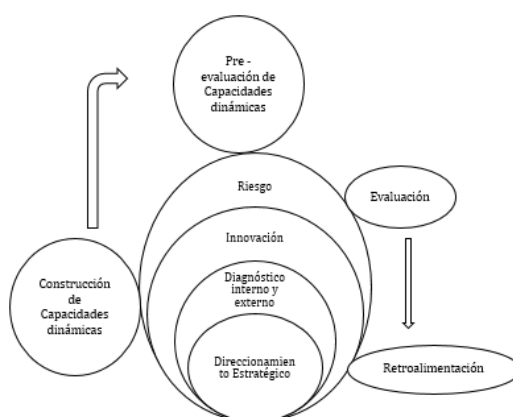 Pre -
evaluación de
Capacidades
dinámicas
Riesgo
Evaluación
Innovación
Diagnóstico
interno y
externo
Construcción
de
Capacidades
dinámicas
Direccionamien
to Estratégico
Retroalimentación